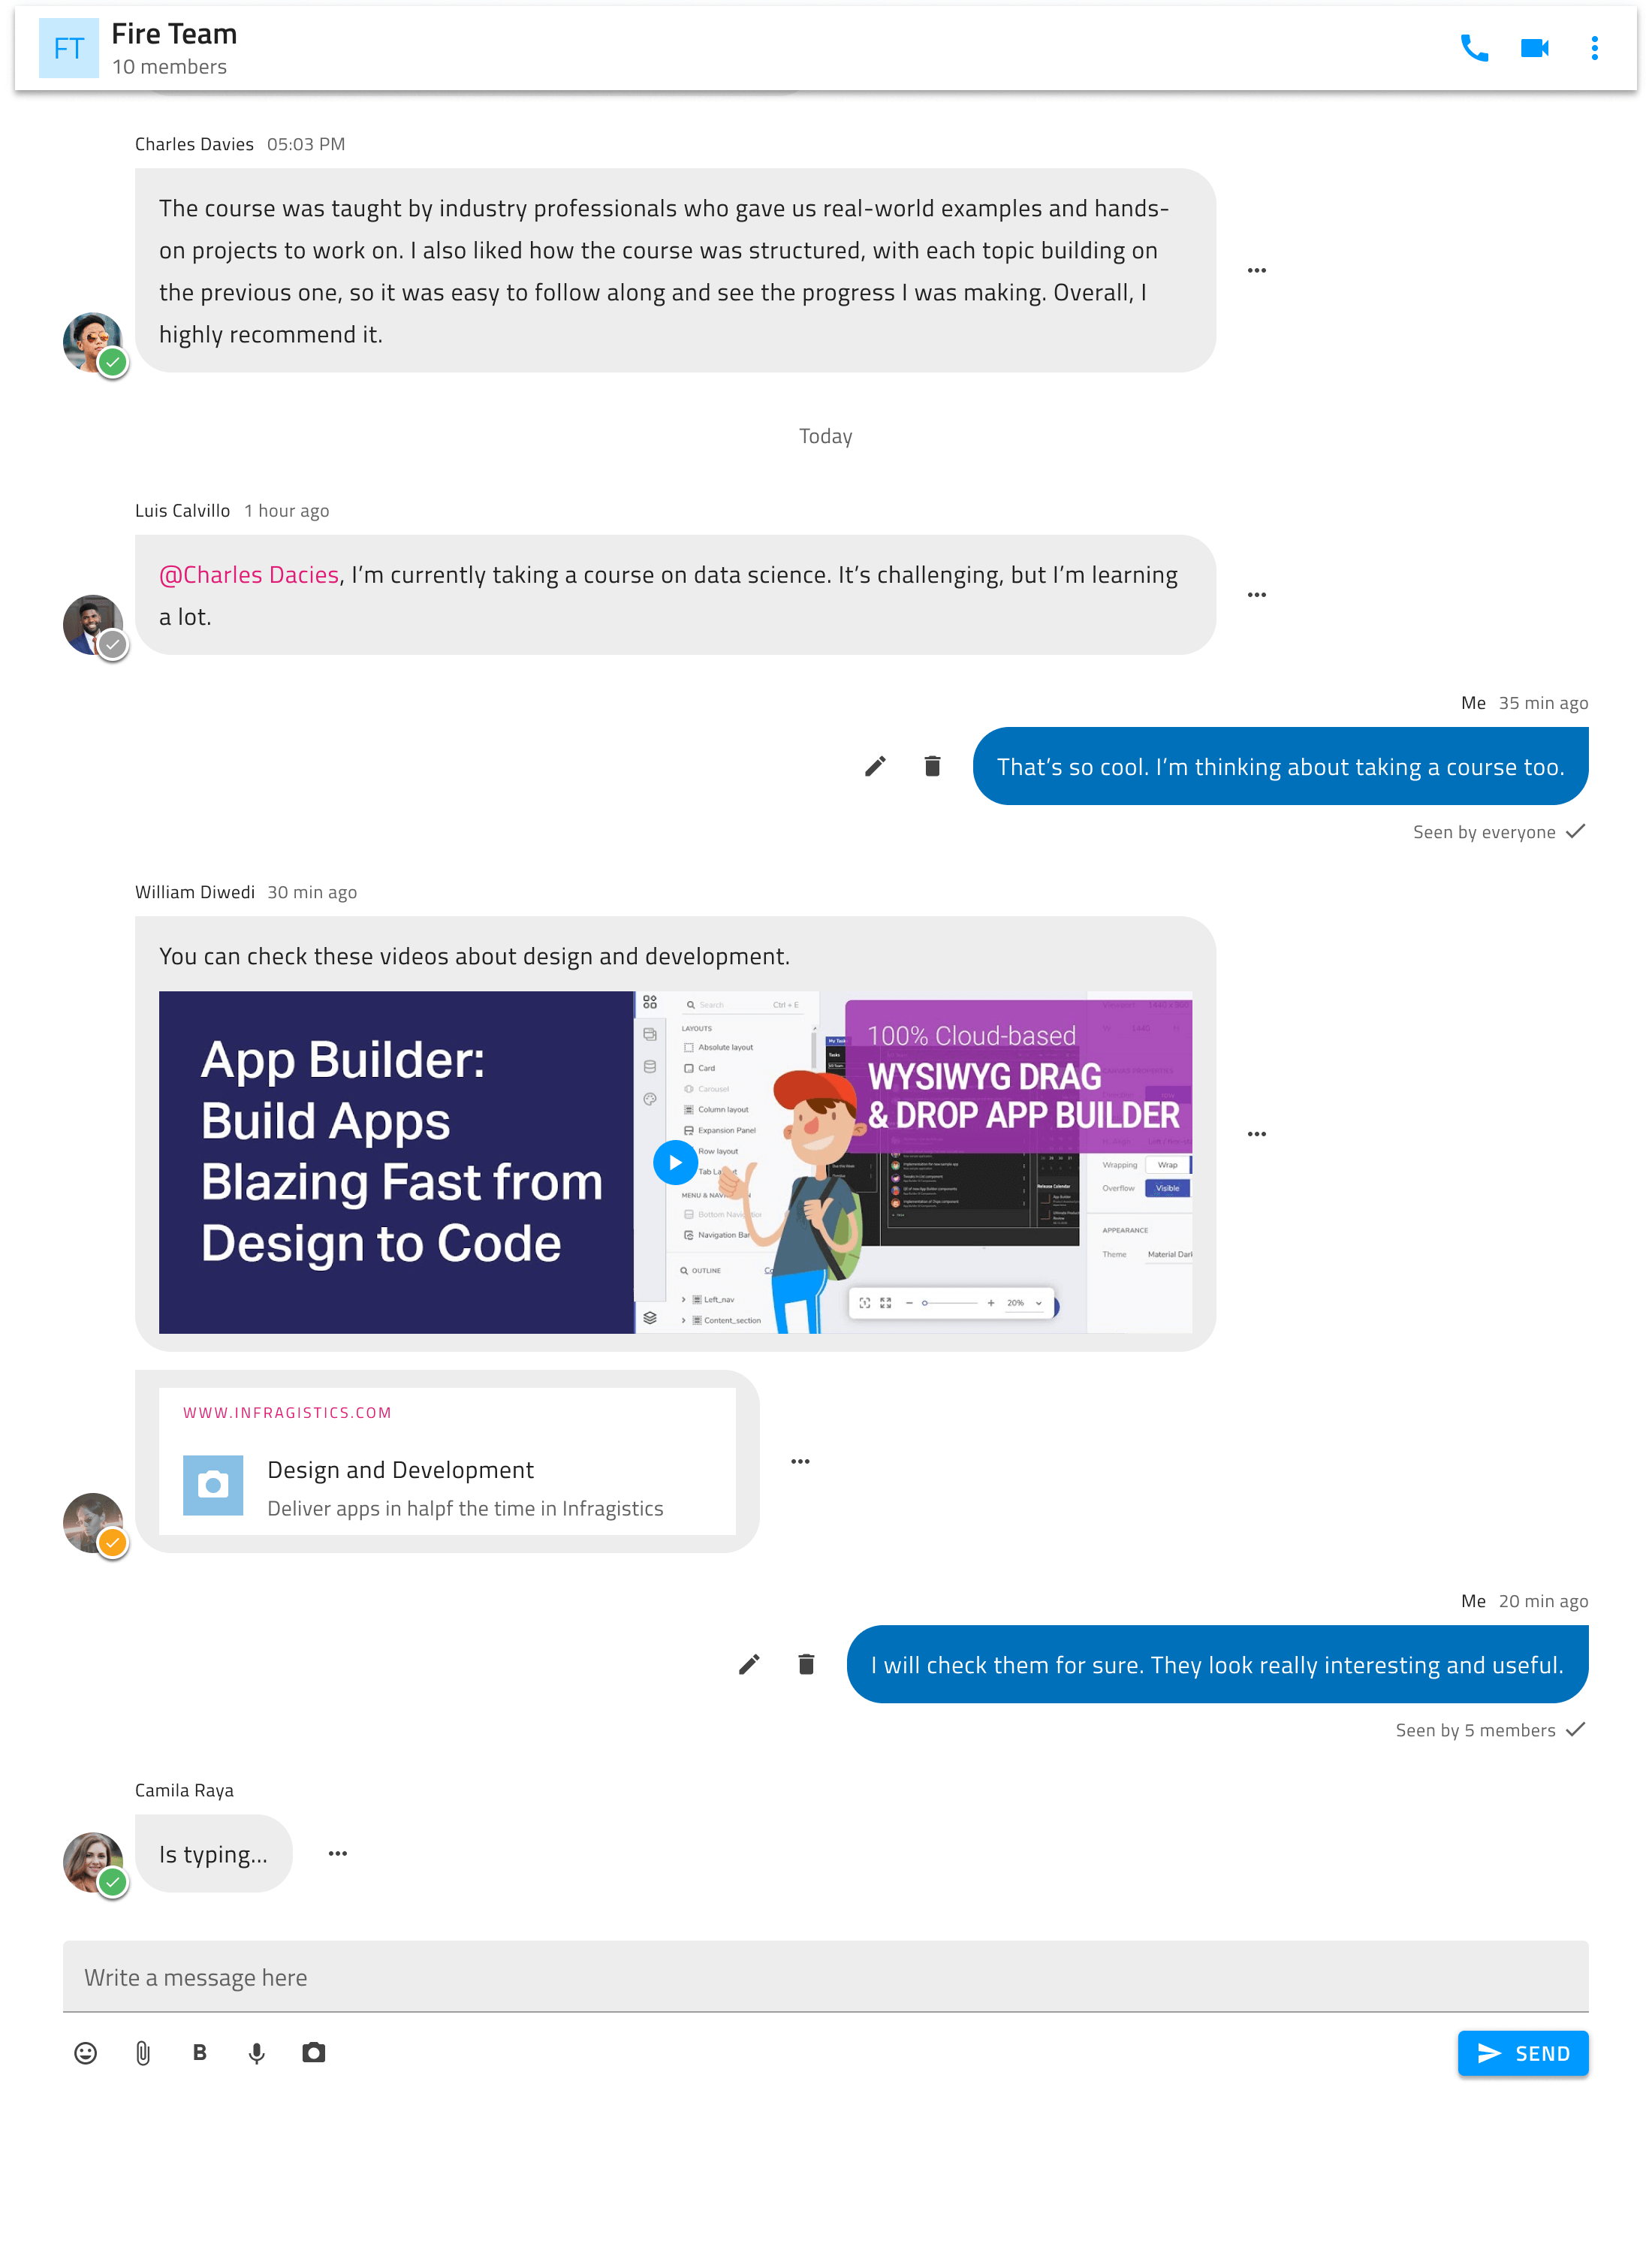 FT
Fire Team
10 members
Charles Davies 05:03 PM
The course was taught by industry professionals who gave us real-world examples and hands-
on projects to work on. I also liked how the course was structured, with each topic building on
the previous one, so it was easy to follow along and see the progress I was making. Overall, I
highly recommend it.
Today
Luis Calvillo 1 hour ago
@Charles Dacies, I’m currently taking a course on data science. It’s challenging, but I’m learning
a lot.
Me 35 min ago
That’s so cool. I’m thinking about taking a course too.
Seen by everyone
William Diwedi 30 min ago
You can check these videos about design and development.
App Builder:
Build Apps
Blazing Fast from
Design to Code
Search Ctrl + E
LAYOUTS
Absolute layout
Card
Carousel
Column layout
Expansion Panel
Row layout
MENU &
Bottom
Navigation Bar
OUTLINE
Left_nav
Content_section
My Task
Tasks
100% Cloud-based
WYSIWYG DRAG
& DROP APP BUILDER
Release Calendar
Wrapping Wrap
Overflow Visible
APPEARANCE
Theme Material Dark
20%
WWW.INFRAGISTICS.COM
Design and Development
Deliver apps in halpf the time in Infragistics
Me 20 min ago
I will check them for sure. They look really interesting and useful.
Seen by 5 members
Camila Raya
Is typing...
Write a message here
B
SEND